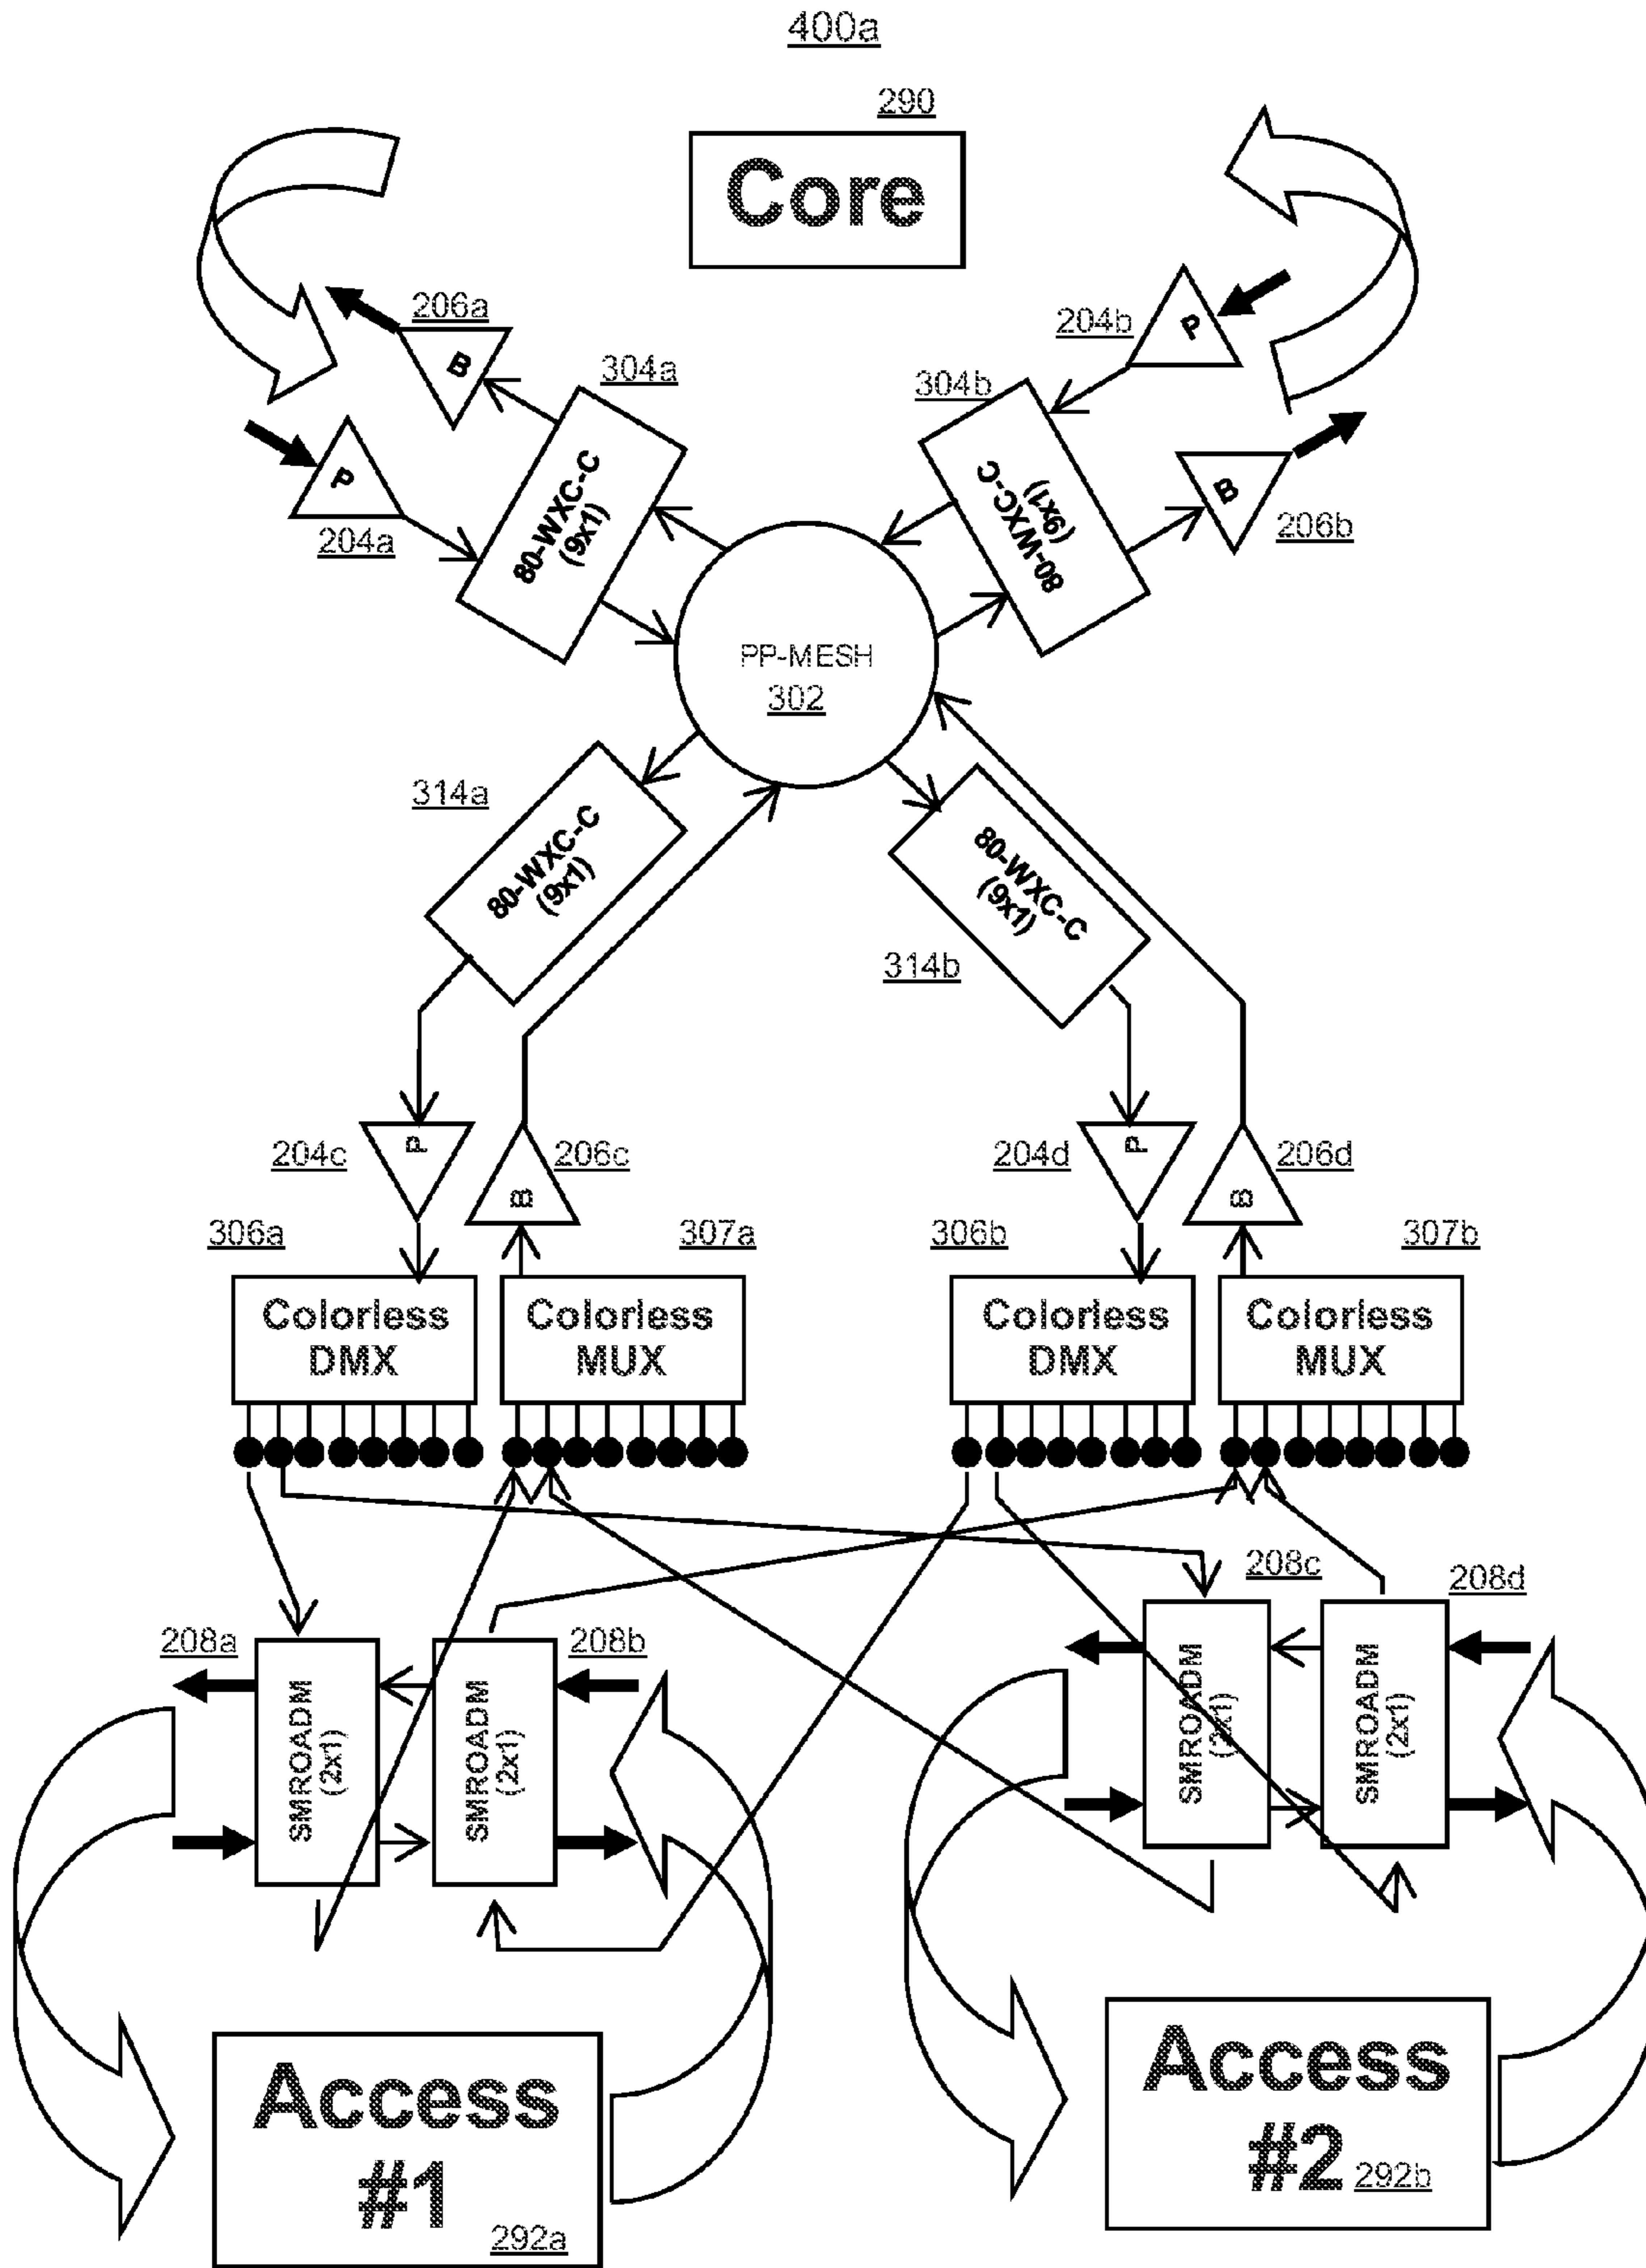 400a
290
Core
206a
B
204b
P
304a
304b
P
204a
80-WXC-C
(9x1)
80-WXC-C
(9x1)
B
206b
PP-MESH
302
314a
80-WXC-C
(9x1)
80-WXC-C
(9x1)
314b
204c
P
B
206c
204d
P
B
206d
306a
307a
306b
307b
Colorless
DMX
Colorless
MUX
Colorless
DMX
Colorless
MUX
208a
208b
208c
208d
SMROADM
(2x1)
SMROADM
(2x1)
SMROADM
(2x1)
SMROADM
(2x1)
Access
#1
292a
Access
#2
292b